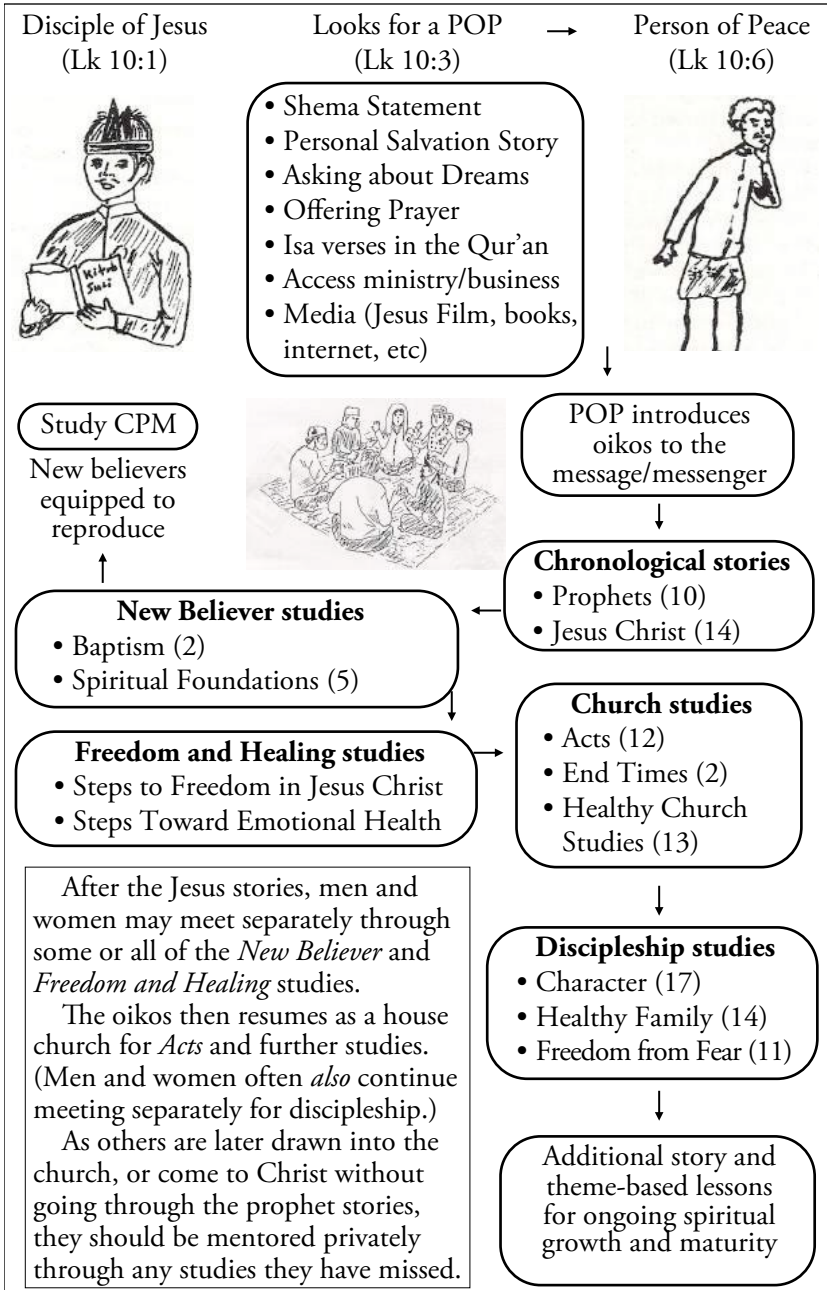 Disciple of Jesus
(Lk 10:1)
Looks for a POP →
(Lk 10:3)
Person of Peace
(Lk 10:6)
• Shema Statement
• Personal Salvation Story
• Asking about Dreams
• Offering Prayer
• Isa verses in the Qur’an
• Access ministry/business
• Media (Jesus Film, books,
internet, etc)
Kitab
Suci
POP introduces
oikos to the
message/messenger
Study CPM
New believers
equipped to
reproduce
Chronological stories
• Prophets (10)
• Jesus Christ (14)
New Believer studies
• Baptism (2)
• Spiritual Foundations (5)
Freedom and Healing studies
• Steps to Freedom in Jesus Christ
• Steps Toward Emotional Health
Church studies
• Acts (12)
• End Times (2)
• Healthy Church
Studies (13)
After the Jesus stories, men and
women may meet separately through
some or all of the New Believer and
Freedom and Healing studies.
The oikos then resumes as a house
church for Acts and further studies.
(Men and women often also continue
meeting separately for discipleship.)
As others are later drawn into the
church, or come to Christ without
going through the prophet stories,
they should be mentored privately
through any studies they have missed.
Discipleship studies
• Character (17)
• Healthy Family (14)
• Freedom from Fear (11)
Additional story and
theme-based lessons
for ongoing spiritual
growth and maturity